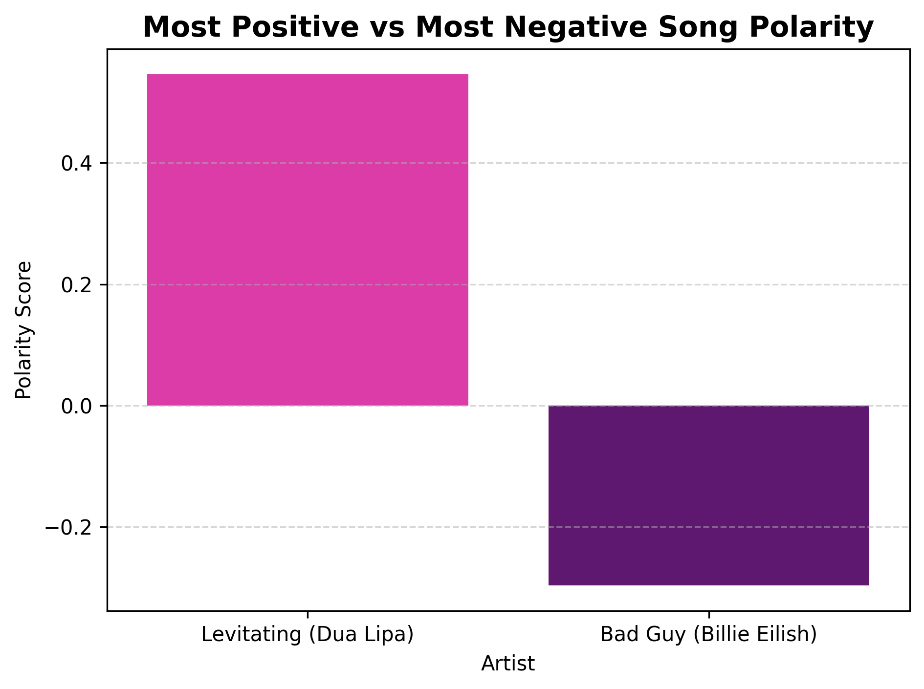 Most Positive vs Most Negative Song Polarity
Polarity Score
0.4
0.2
0.0
−0.2
Levitating (Dua Lipa)
Bad Guy (Billie Eilish)
Artist